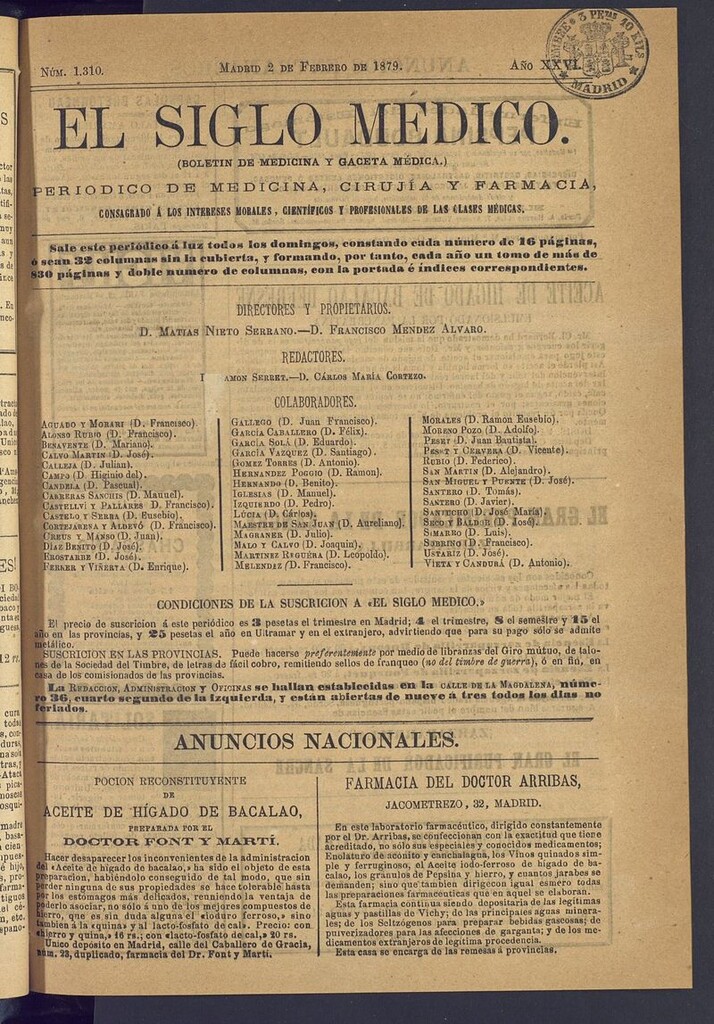 NÚM. 1.310.
MADRID 2 DE FEBRERO DE 1879.
AÑO XXVI.
TIMBRE 3 PETAS 10 KILS
MADRID
EL SIGLO MÉDICO.
(BOLETIN DE MEDICINA Y GACETA MÉDICA.)
PERIODICO DE MEDICINA, CIRUJÍA Y FARMACIA,
CONSAGRADO Á LOS INTERESES MORALES, CIENTÍFICOS Y PROFESIONALES DE LAS CLASES MÉDICAS.
Sale este periódico á luz todos los domingos, constando cada número de 16 páginas,
ó sean 32 columnas sin la cubierta, y formando, por tanto, cada año un tomo de más de
830 páginas y doble numero de columnas, con la portada é índices correspondientes.
DIRECTORES Y PROPIETARIOS.
D. MATIAS NIETO SERRANO.—D. FRANCISCO MENDEZ ALVARO.
REDACTORES.
AMON SERRET.—D. CÁRLOS MARÍA CORTEZO.
COLABORADORES.
AGUADO Y MORARI (D. Francisco).
ALONSO RUBIO (D. Francisco).
BENAVENTE (D. Mariano).
CALVO MARTIN (D. José).
CALLEJA (D. Julian).
CAMPO (D. Higinio del).
CANDELA (D. Pascual).
CABRERAS SANCHIS (D. Manuel).
CASTELLVÍ Y PALLARES (D. Francisco).
CASTELO Y SERRA (D. Eusebio).
CORTEJARENA Y ALDEVÓ (D. Francisco).
CREUS Y MANSO (D. Juan).
DIAZ BENITO (D. José).
EROSTARBE (D. José).
FERRER Y VIÑERTA (D. Enrique).
GALLEGO (D. Juan Francisco).
GARCÍA CABALLERO (D. Félix).
GARCÍA SOLÁ (D. Eduardo).
GARCÍA VAZQUEZ (D. Santiago).
GOMEZ TORRES (D. Antonio).
HERNANDEZ POGGIO (D. Ramon).
HERNANDO (D. Benito).
IGLESIAS (D. Manuel).
IZQUIERDO (D. Pedro).
LÚCIA (D. Cárlos).
MAESTRE DE SAN JUAN (D. Aureliano).
MAGRANER (D. Julio).
MALO Y CALVO (D. Joaquin).
MARTINEZ REGUERA (D. Leopoldo).
MELENDEZ (D. Francisco).
MORALES (D. Ramon Eusebio).
MORENO POZO (D. Adolfo).
PESET (D. Juan Bautista).
PESET Y CERVERA (D. Vicente).
RUBIO (D. Federico).
SAN MARTIN (D. Alejandro).
SAN MIGUEL Y PUENTE (D. José).
SANTERO (D. Tomás).
SANTERO (D. Javier).
SANTUCHO (D. José María).
SECO Y BALDOR (D. José).
SIMARRO (D. Luis).
SOBRINO (D. Francisco).
USTARIZ (D. José).
VIETA Y CANDURÁ (D. Antonio).
CONDICIONES DE LA SUSCRICION A «EL SIGLO MEDICO.»
El precio de suscricion á este periódico es 3 pesetas el trimestre en Madrid; 4 el trimestre, 8 el semestre y 15 el
año en las provincias, y 25 pesetas el año en Ultramar y en el extranjero, advirtiendo que para su pago sólo se admite
metálico.
SUSCRICION EN LAS PROVINCIAS. Puede hacerse preferentemente por medio de libranzas del Giro mútuo, de talo-
nes de la Sociedad del Timbre, de letras de fácil cobro, remitiendo sellos de franqueo (no del timbre de guerra), ó en fin, en
casa de los comisionados de las provincias.
La REDACCION, ADMINISTRACION Y OFICINAS se hallan establecidas en la CALLE DE LA MAGDALENA, núme-
ro 36, cuarto segundo de la izquierda, y están abiertas de nueve á tres todos los dias no
feriados.
ANUNCIOS NACIONALES.
POCION RECONSTITUYENTE
DE
ACEITE DE HÍGADO DE BACALAO,
PREPARADA POR EL
DOCTOR FONT Y MARTÍ.
Hacer desaparecer los inconvenientes de la administracion
del «Aceite de hígado de bacalao,» ha sido el objeto de esta
preparacion, habiéndolo conseguido de tal modo, que sin
perder ninguna de sus propiedades se hace tolerable hasta
por los estómagos más delicados, reuniendo la ventaja de
poderlo asociar, no sólo á uno de los mejores compuestos de
hierro, que es sin duda alguna el «ioduro ferroso,» sino
tambien á la «quina» y al lacto-fosfato de cal». Precio: con
«hierro y quina,» 16 rs.; con «lacto-fosfato de cal,» 20 rs.
Unico depósito en Madrid, calle del Caballero de Gracia,
núm. 23, duplicado, farmacia del Dr. Font y Martí.
FARMACIA DEL DOCTOR ARRIBAS,
JACOMETREZO, 32, MADRID.
En este laboratorio farmacéutico, dirigido constantemente
por el Dr. Arribas, se confeccionan con la exactitud que tiene
acreditado, no sólo sus especiales y conocidos medicamentos;
Enolaturo de acónito y canchalagua, los Vinos quinados sim-
ple y ferruginoso, el Aceite iodo-ferroso de hígado de ba-
calao, los gránulos de Pepsina y hierro, y cuantos jarabes se
demanden; sino que tambien dirigecon igual esmero todas
las preparaciones farmacéuticas que en aquel se elaboran.
Esta farmacia continúa siendo depositaria de las legítimas
aguas y pastillas de Vichy; de las principales aguas minera-
les; de los Seltzógenos para preparar bebidas gaseosas; de
pulverizadores para las afecciones de garganta; y de los me-
dicamentos extranjeros de legítima procedencia.
Esta casa se encarga de las remesas á provincias.